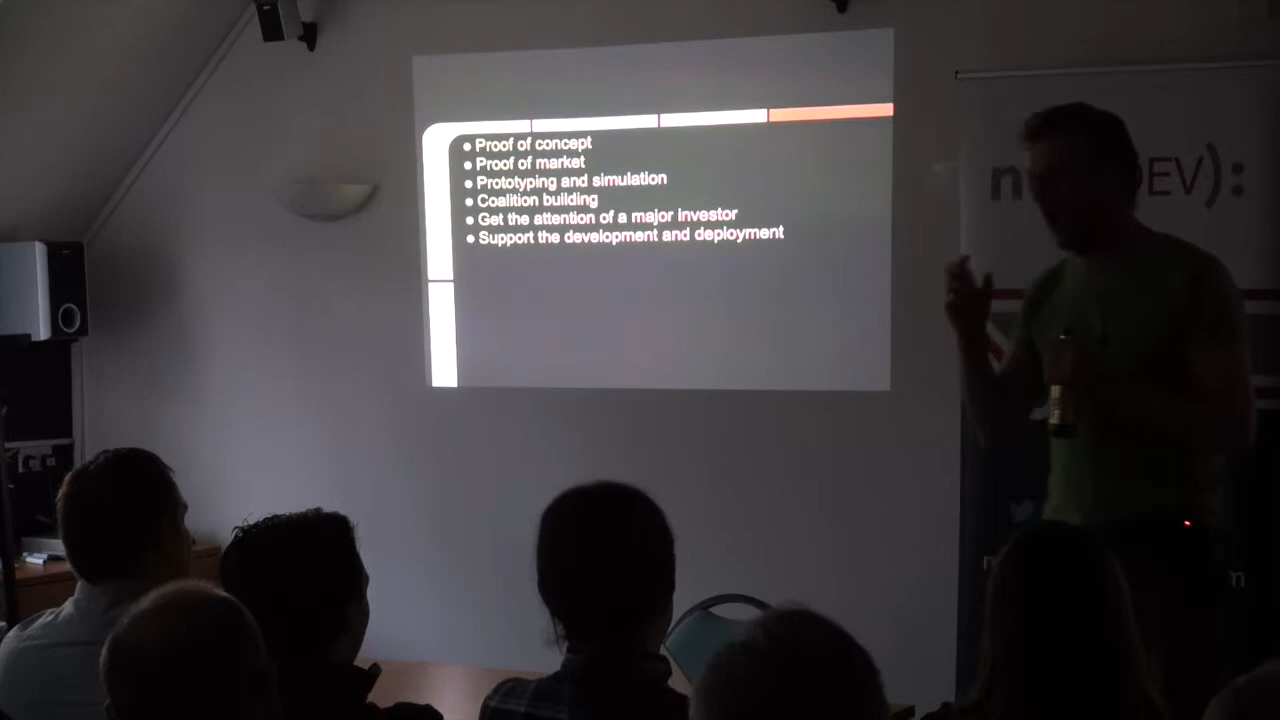 Proof of concept
Proof of market
Prototyping and simulation
Coalition building
Get the attention of a major investor
Support the development and deployment
DEV):